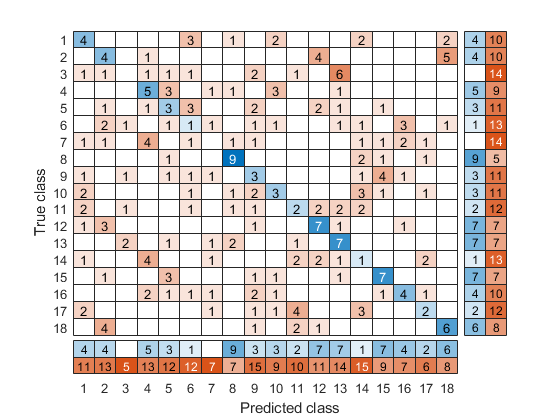 1 4 3 1 2 2 2 4 10
2 4 1 4 5 4 10
3 1 1 1 1 1 2 1 6 14
4 5 3 1 1 3 1 5 9
5 1 1 3 3 2 2 1 1 3 11
6 2 1 1 1 1 1 1 1 1 3 1 1 13
7 1 1 4 1 1 1 1 1 2 1 14
8 1 9 2 1 1 9 5
9 1 1 1 1 1 3 1 4 1 3 11
10 2 1 1 2 3 3 1 1 3 11
11 2 1 1 1 1 2 2 2 2 2 12
12 1 3 1 7 1 1 7 7
13 2 1 1 2 1 7 7 7
14 1 4 1 2 2 1 1 2 1 13
15 1 3 1 1 1 7 7 7
16 2 1 1 1 2 1 1 4 1 4 10
17 2 1 1 1 4 3 2 2 12
18 4 1 2 1 6 6 8
4 4 5 3 1 9 3 3 2 7 7 1 7 4 2 6
11 13 5 13 12 12 7 7 15 9 10 11 14 15 9 7 6 8
1 2 3 4 5 6 7 8 9 10 11 12 13 14 15 16 17 18
Predicted class
True class